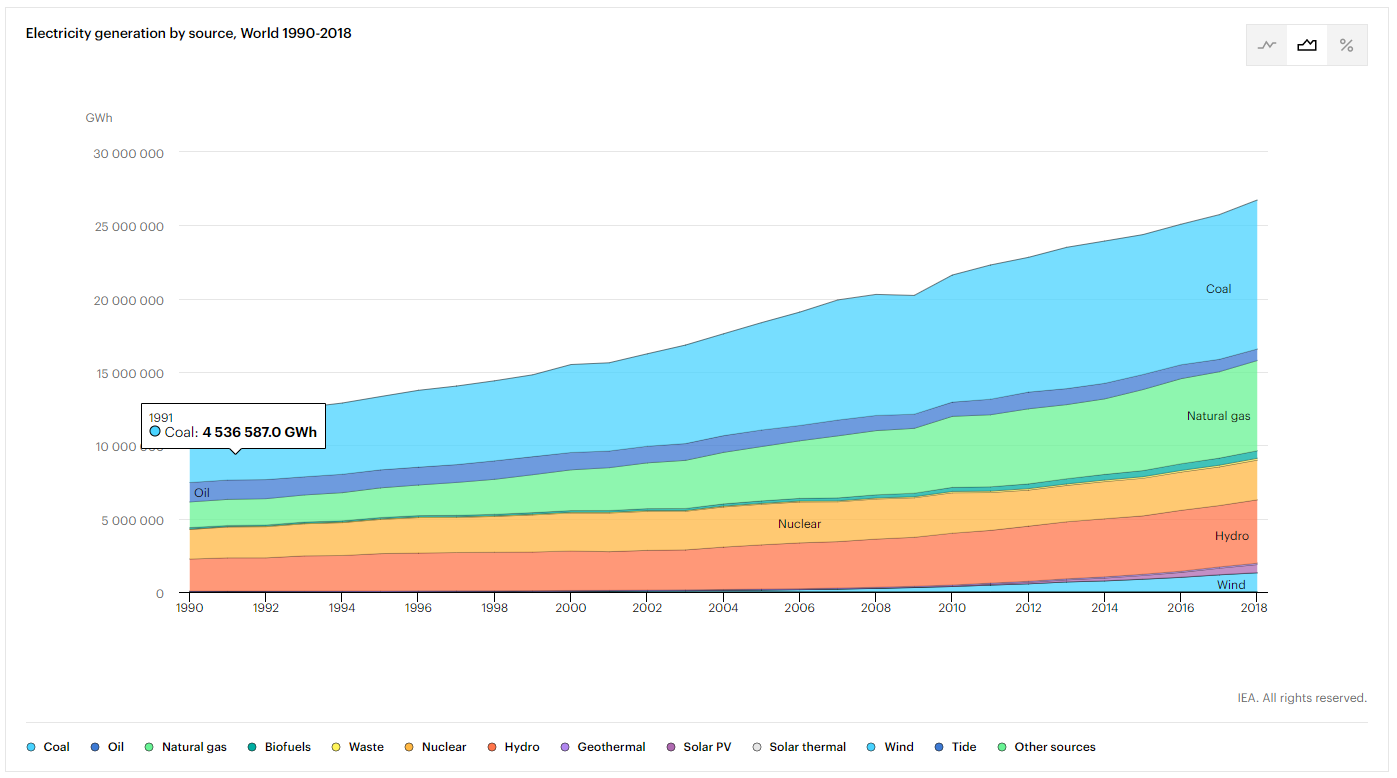 Electricity generation by source, World 1990-2018
%
GWh
30 000 000
25 000 000
20 000 000
Coal
15 000 000
1991
Coal: 4 536 587.0 GWh
Natural gas
10 000
Oil
5 000 000
Nuclear
Hydro
Wind
0
1990 1992 1994 1996 1998 2000 2002 2004 2006 2008 2010 2012 2014 2016 2018
IEA. All rights reserved.
Coal Oil Natural gas Biofuels Waste Nuclear Hydro Geothermal Solar PV Solar thermal Wind Tide Other sources